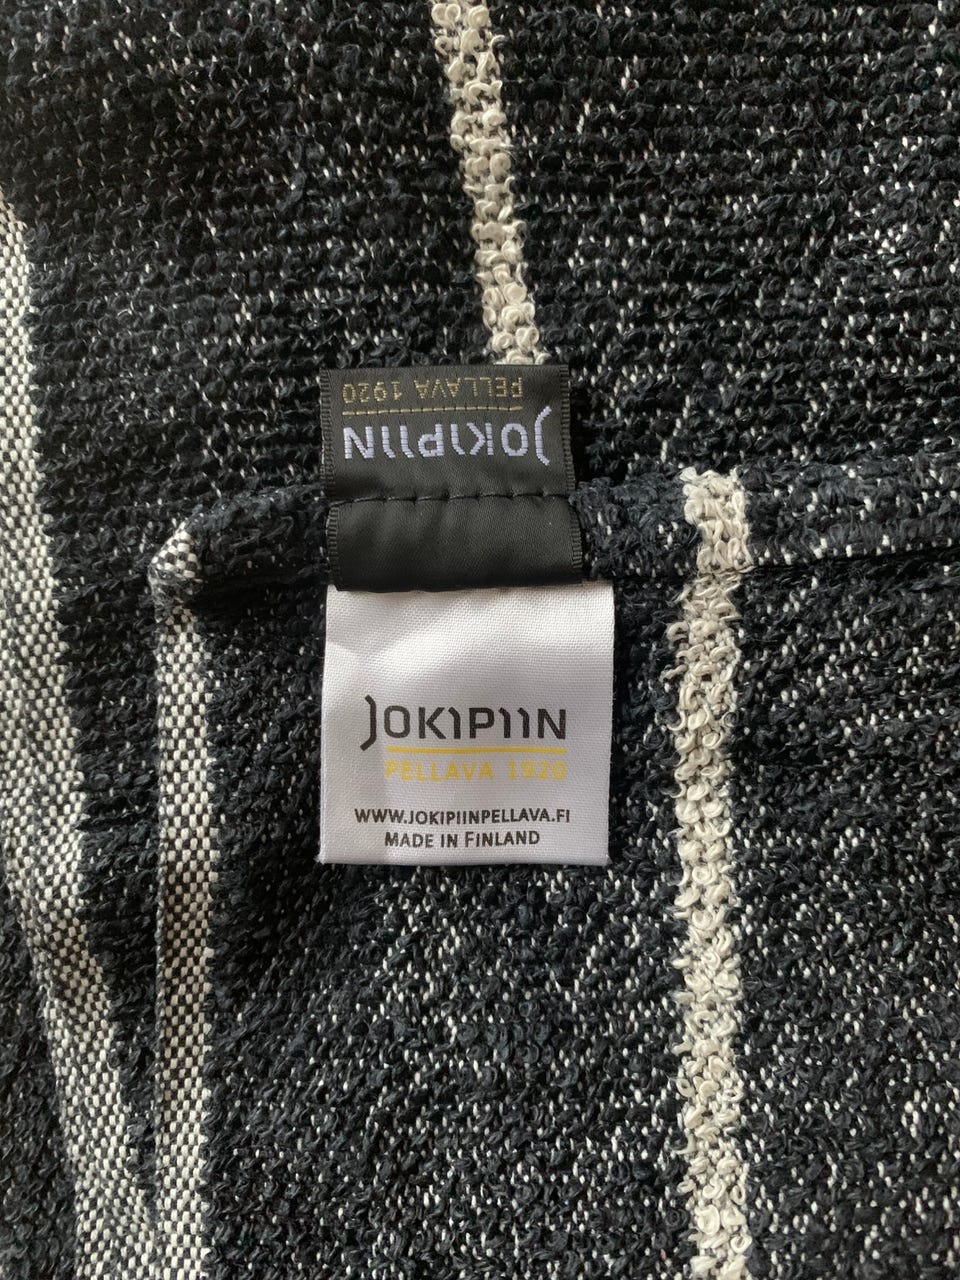 JOKIPIIN
PELLAVA 1920
JOKIPIIN
PELLAVA 1920
WWW.JOKIPIINPELLAVA.FI
MADE IN FINLAND